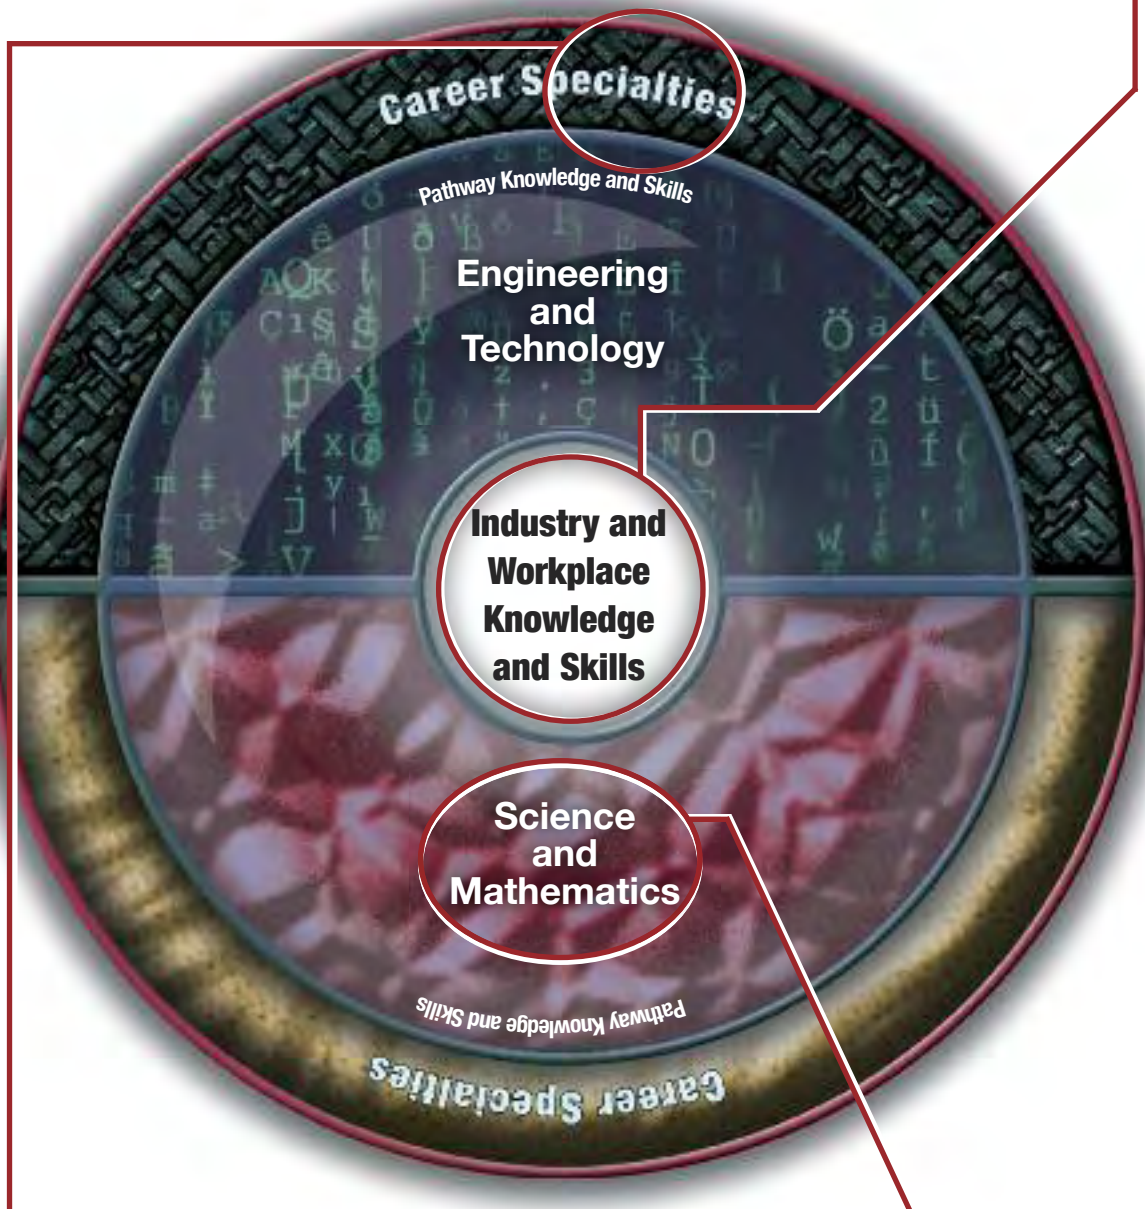 Career Specialties
Pathway Knowledge and Skills
Engineering
and
Technology
Industry and
Workplace
Knowledge
and Skills
Science
and
Mathematics
Pathway Knowledge and Skills
Career Specialties